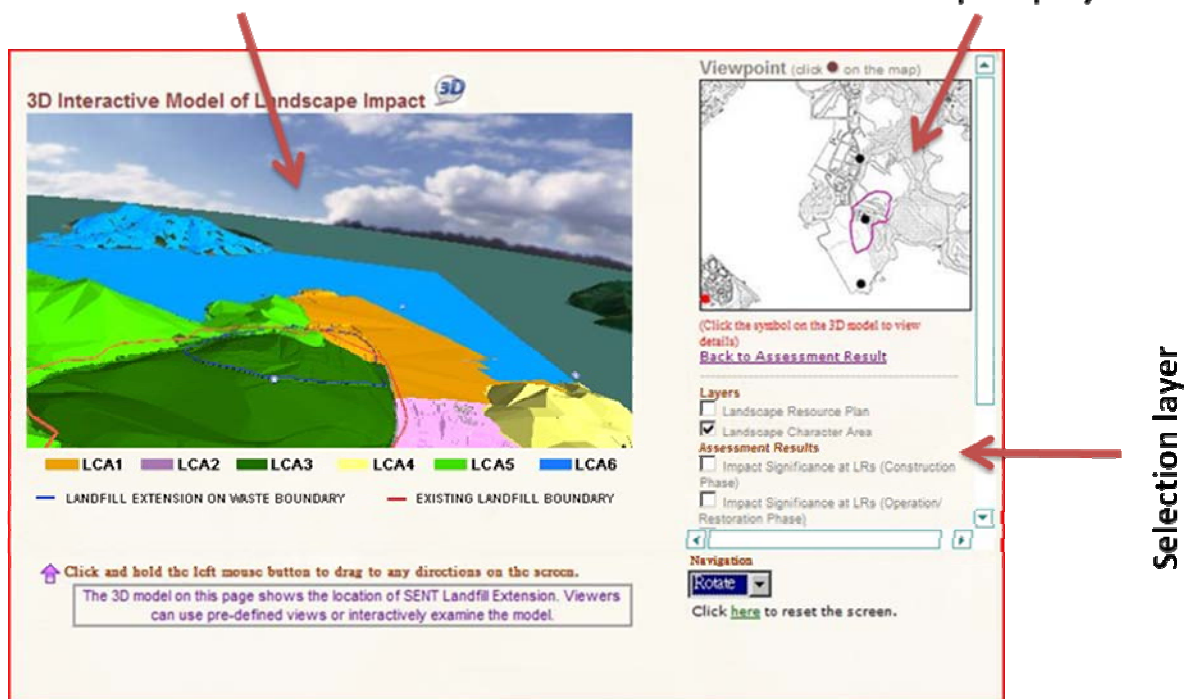 Viewpoint (click ● on the map)
3D Interactive Model of Landscape Impact 3D
(Click the symbol on the 3D model to view
details)
Back to Assessment Result
Layers
Landscape Resource Plan
Landscape Character Area
Assessment Results
Impact Significance at LRs (Construction
Phase)
Impact Significance at LRs (Operation/
Restoration Phase)
LCA1 LCA2 LCA3 LCA4 LCA5 LCA6
LANDFILL EXTENSION ON WASTE BOUNDARY EXISTING LANDFILL BOUNDARY
Navigation
Rotate
Click here to reset the screen.
Click and hold the left mouse button to drag to any directions on the screen.
The 3D model on this page shows the location of SENT Landfill Extension. Viewers
can use pre-defined views or interactively examine the model.
Selection layer